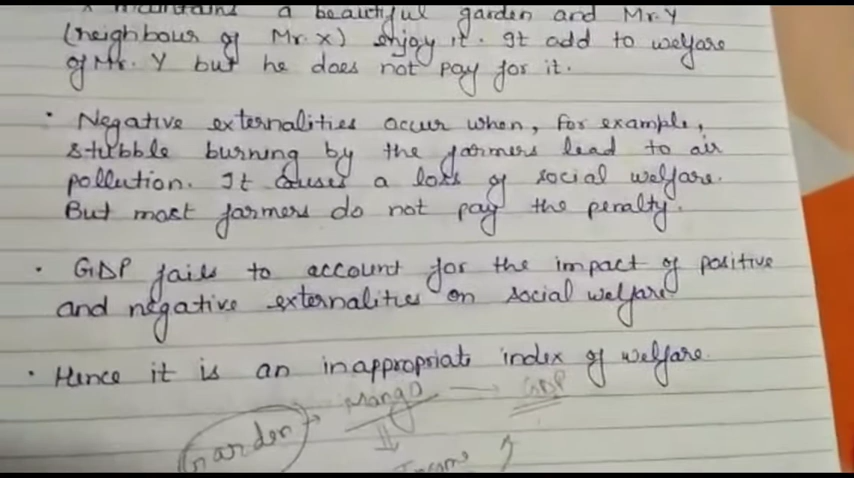 x maintains a beautiful garden and Mr. Y
(neighbour of Mr. X) enjoy it. It add to welfare
of Mr. Y but he does not pay for it.
• Negative externalities occur when, for example,
stubble burning by the farmers lead to air
pollution. It causes a loss of social welfare.
But most farmers do not pay the penalty.
• GDP fails to account for the impact of positive
and negative externalities on social welfare
• Hence it is an inappropriate index of welfare.
Garden → Mango → GDP
Income